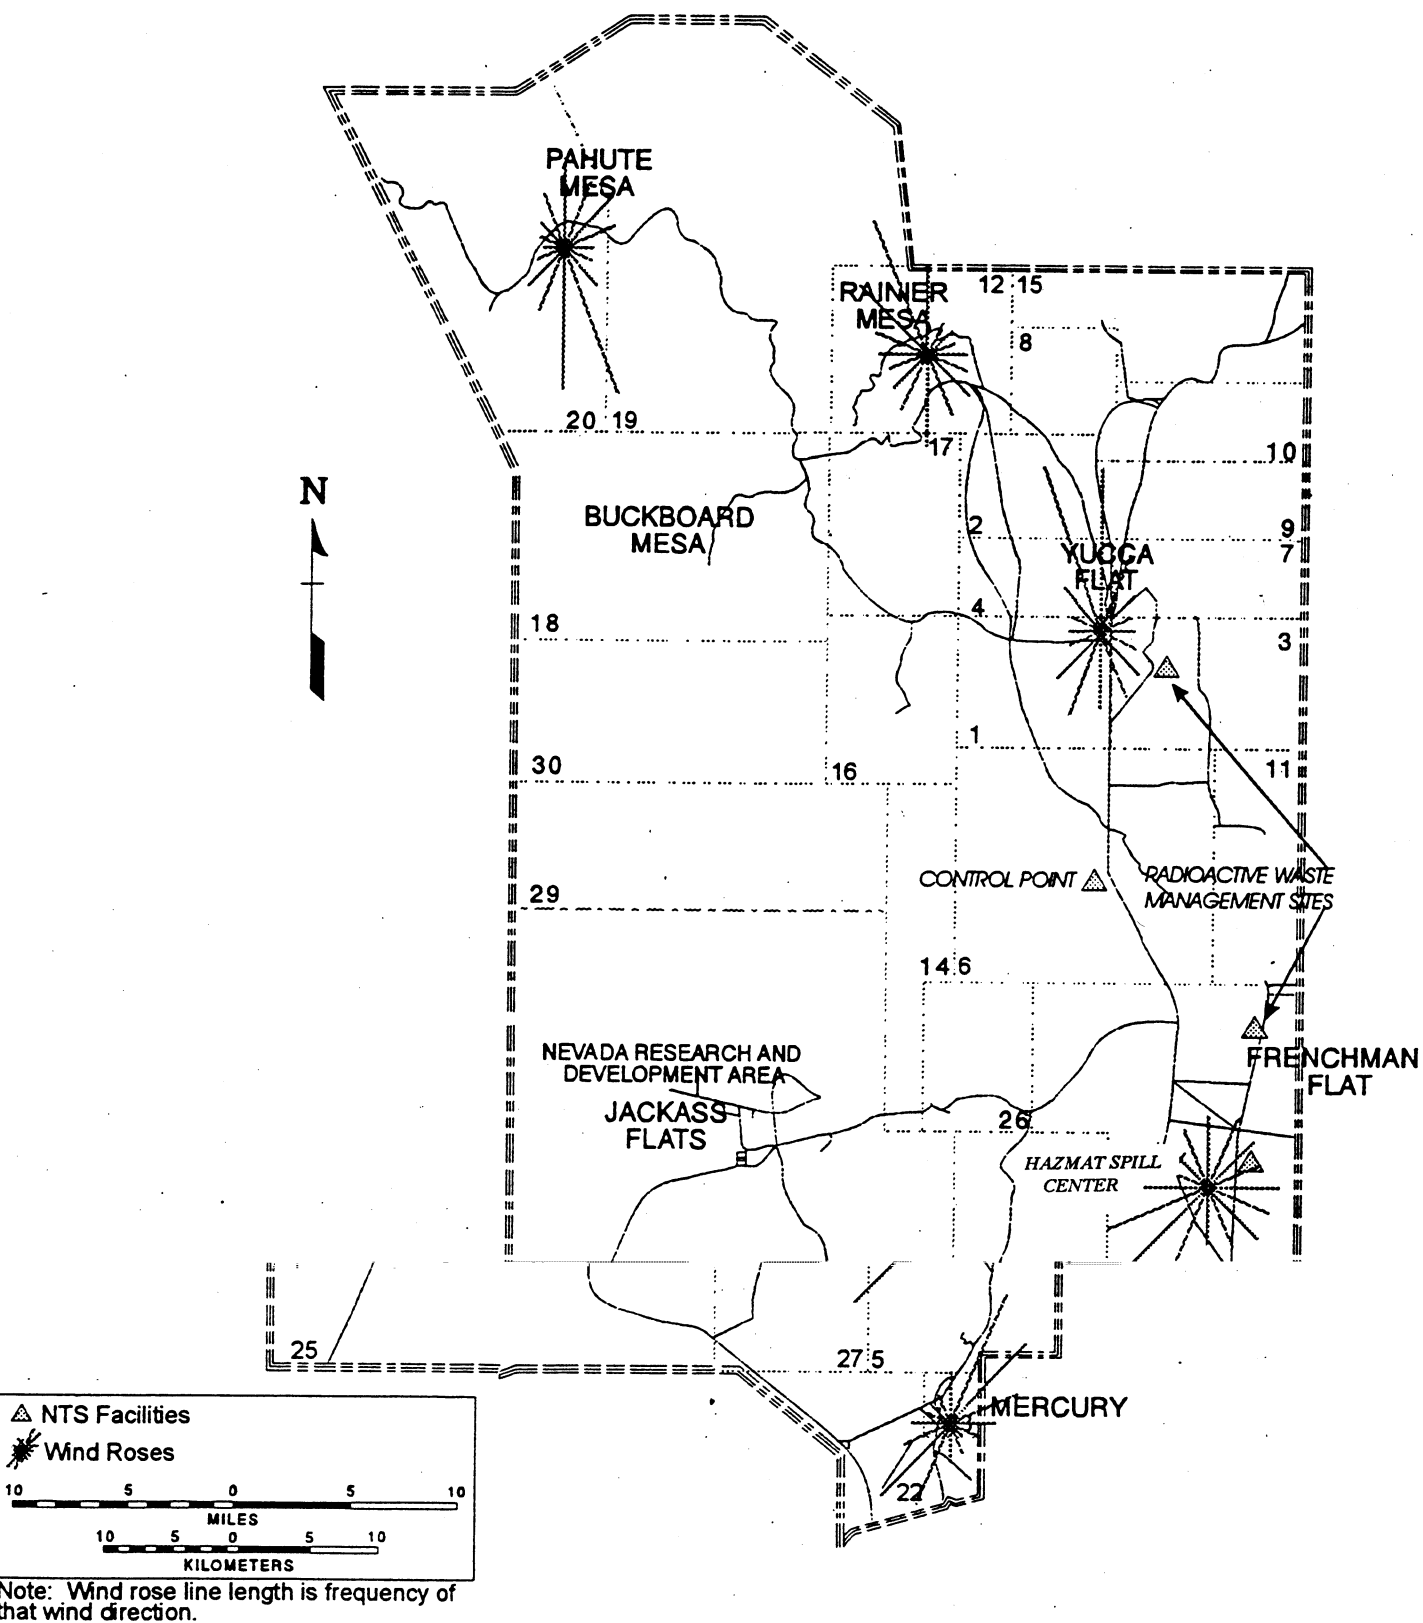 PAHUTE
MESA
RAINIER
MESA
12 15
8
20 19
17
10
N
BUCKBOARD
MESA
2
9
7
YUCCA
FLAT
18
4
3
1
30
16
11
CONTROL POINT
RADIOACTIVE WASTE
MANAGEMENT SITES
29
14 6
NEVADA RESEARCH AND
DEVELOPMENT AREA
JACKASS
FLATS
FRENCHMAN
FLAT
26
HAZMAT SPILL
CENTER
25
27 5
MERCURY
22
NTS Facilities
Wind Roses
10 5 0 5 10
MILES
10 5 0 5 10
KILOMETERS
Note: Wind rose line length is frequency of
that wind direction.